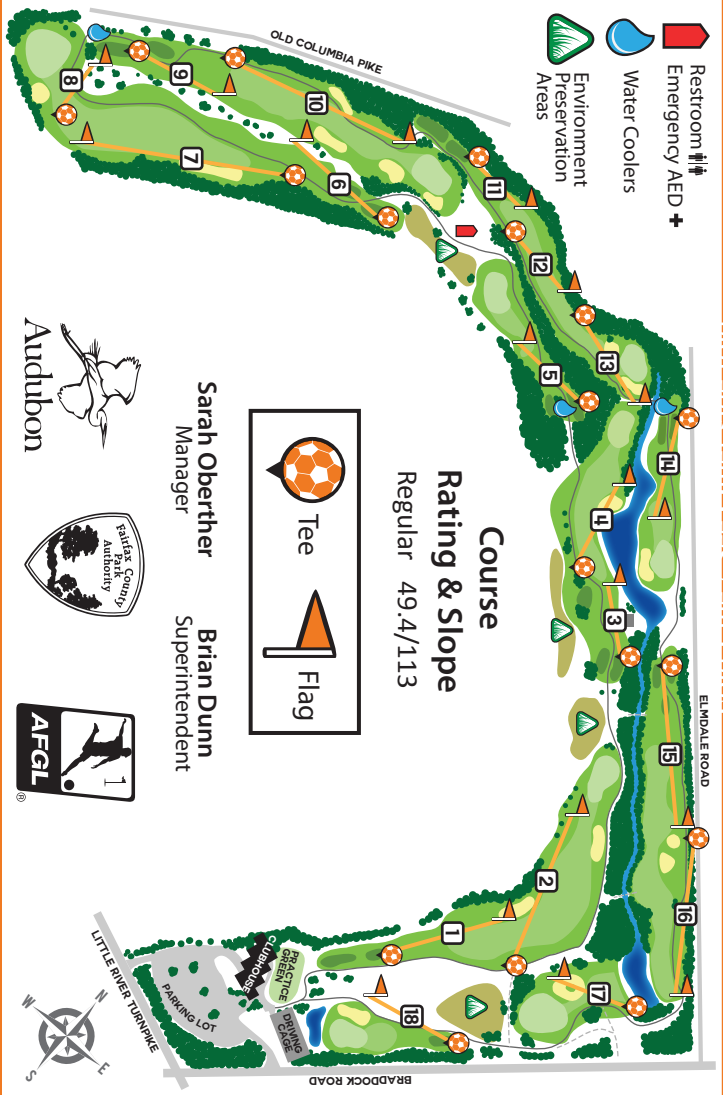 Restroom
Emergency AED
Water Coolers
Environment
Preservation
Areas
OLD COLUMBIA PIKE
8
9
10
7
6
11
12
13
5
14
4
3
15
16
2
1
17
18
ELMDALE ROAD
Course
Rating & Slope
Regular 49.4/113
Tee
Flag
Sarah Oberther
Manager
Brian Dunn
Superintendent
Audubon
Fairfax County
Park
Authority
AFGL
®
PRACTICE
GREEN
CLUBHOUSE
DRIVING
CAGE
PARKING LOT
LITTLE RIVER TURNPIKE
BRADDOCK ROAD
N
E
S
W